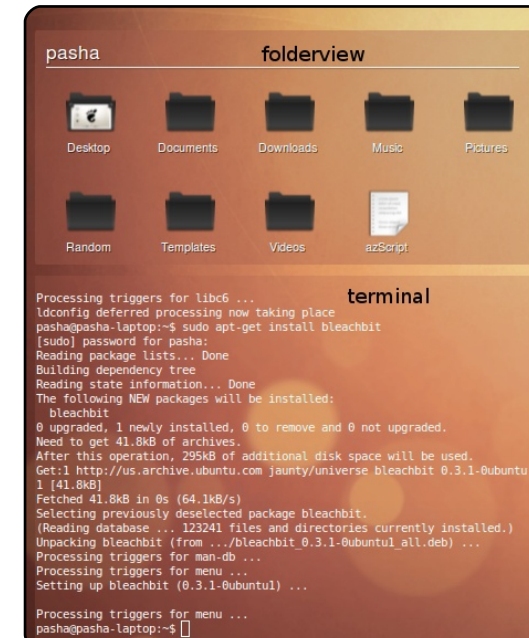 pasha folderview
Desktop Documents Downloads Music Pictures
Random Templates Videos azScript
terminal
Processing triggers for libc6 ...
ldconfig deferred processing now taking place
pasha@pasha-laptop:~$ sudo apt-get install bleachbit
[sudo] password for pasha:
Reading package lists... Done
Building dependency tree
Reading state information... Done
The following NEW packages will be installed:
  bleachbit
0 upgraded, 1 newly installed, 0 to remove and 0 not upgraded.
Need to get 41.8kB of archives.
After this operation, 295kB of additional disk space will be used.
Get:1 http://us.archive.ubuntu.com jaunty/universe bleachbit 0.3.1-0ubuntu
1 [41.8kB]
Fetched 41.8kB in 0s (64.1kB/s)
Selecting previously deselected package bleachbit.
(Reading database ... 123241 files and directories currently installed.)
Unpacking bleachbit (from .../bleachbit_0.3.1-0ubuntu1_all.deb) ...
Processing triggers for man-db ...
Processing triggers for menu ...
Setting up bleachbit (0.3.1-0ubuntu1) ...

Processing triggers for menu ...
pasha@pasha-laptop:~$